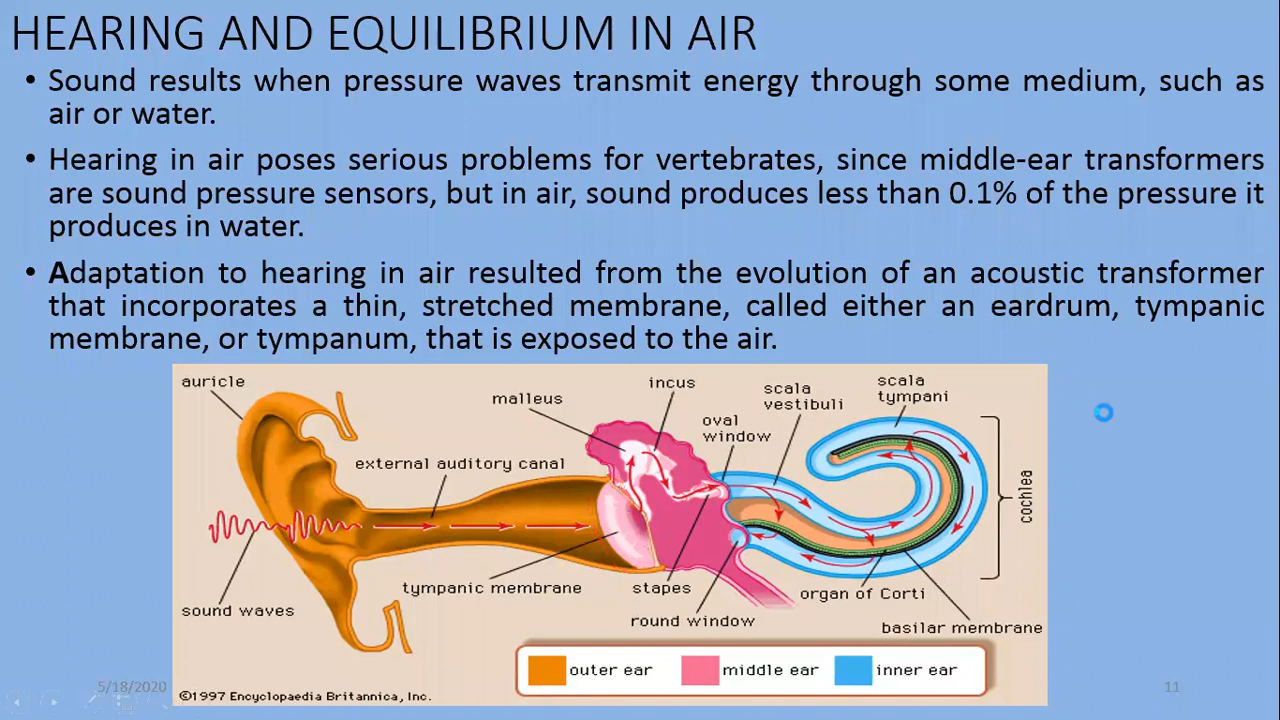 HEARING AND EQUILIBRIUM IN AIR
• Sound results when pressure waves transmit energy through some medium, such as
air or water.
• Hearing in air poses serious problems for vertebrates, since middle-ear transformers
are sound pressure sensors, but in air, sound produces less than 0.1% of the pressure it
produces in water.
• Adaptation to hearing in air resulted from the evolution of an acoustic transformer
that incorporates a thin, stretched membrane, called either an eardrum, tympanic
membrane, or tympanum, that is exposed to the air.
auricle
malleus
incus
oval
window
scala
vestibuli
scala
tympani
external auditory canal
cochlea
sound waves
tympanic membrane
stapes
round window
organ of Corti
basilar membrane
outer ear
middle ear
inner ear
©1997 Encyclopaedia Britannica, Inc.
5/18/2020
11